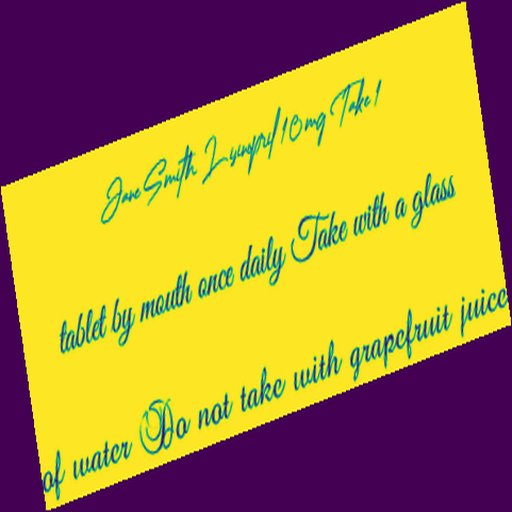 Jane Smith Lisinopril 10mg Take 1
tablet by mouth once daily Take with a glass
of water Do not take with grapefruit juice